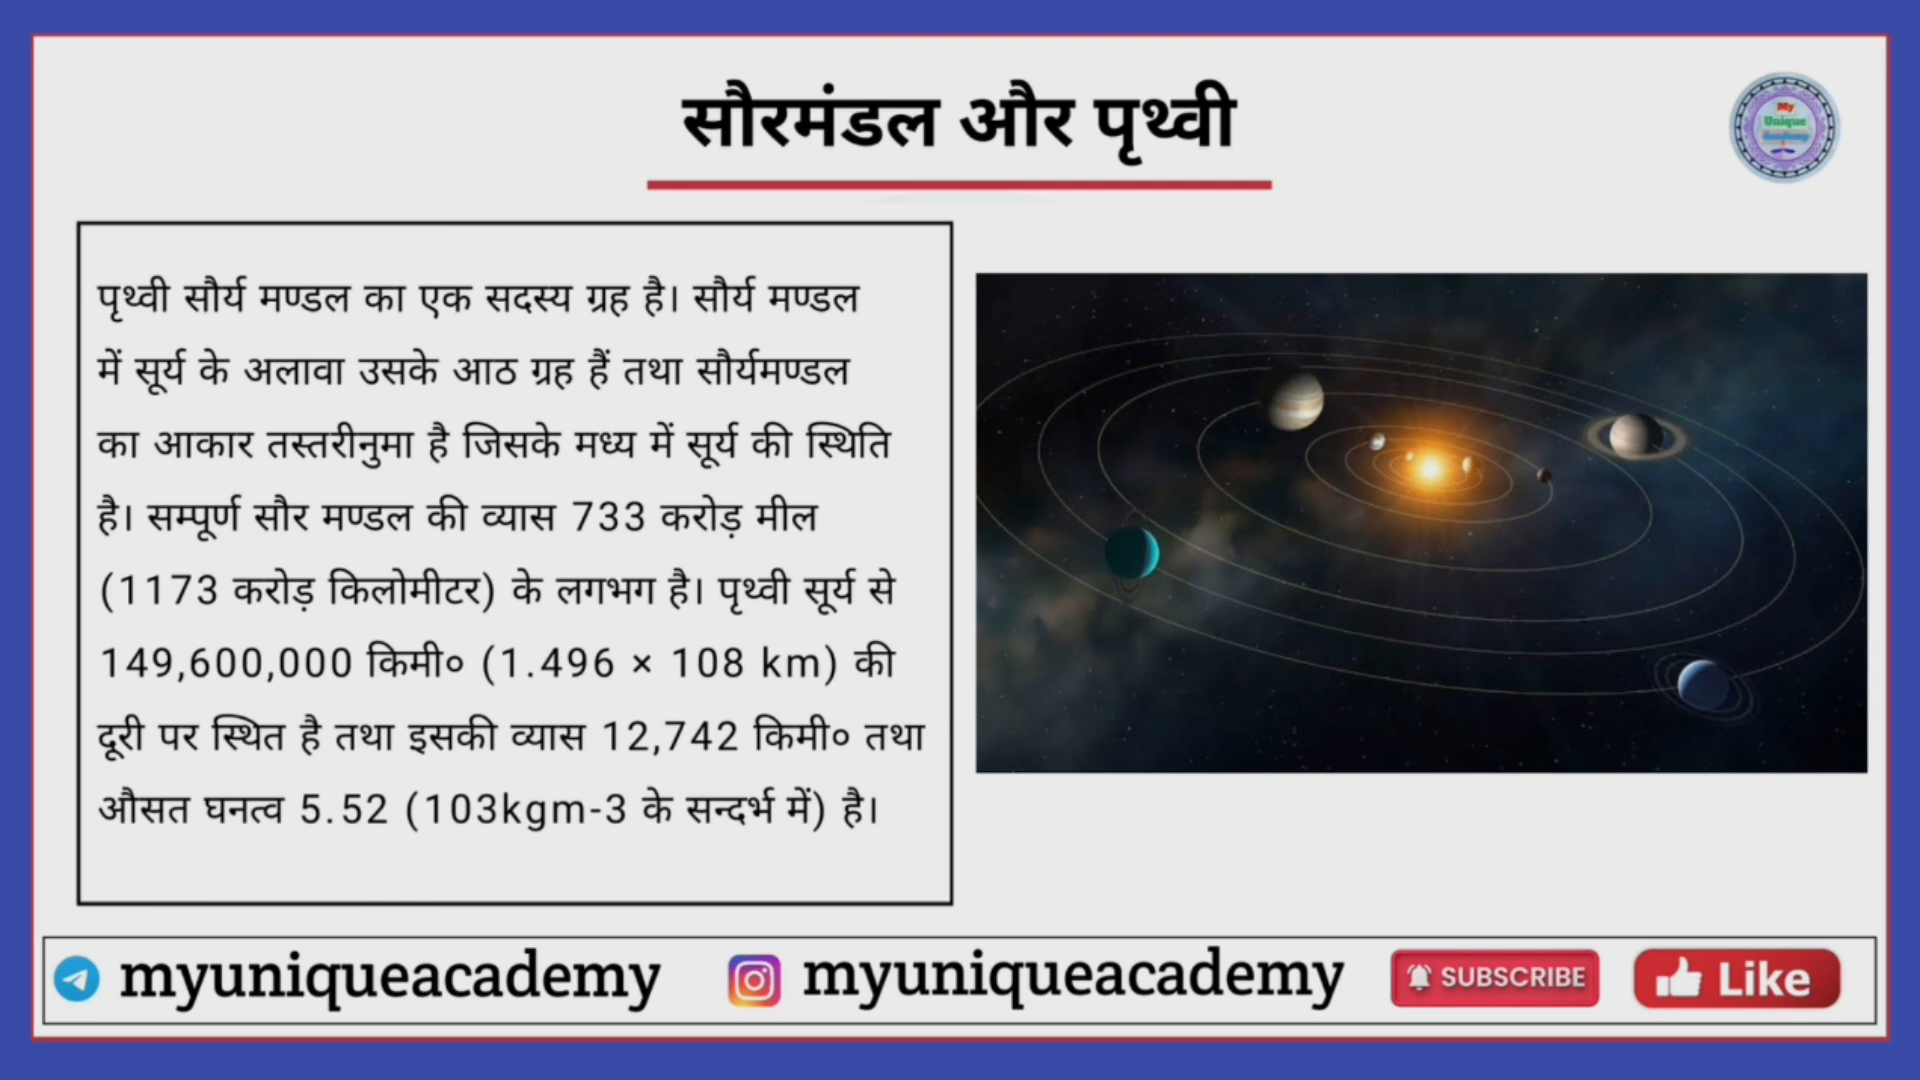 सौरमंडल और पृथ्वी
My
Unique
Academy
पृथ्वी सौर्य मण्डल का एक सदस्य ग्रह है। सौर्य मण्डल
में सूर्य के अलावा उसके आठ ग्रह हैं तथा सौर्यमण्डल
का आकार तस्तरीनुमा है जिसके मध्य में सूर्य की स्थिति
है। सम्पूर्ण सौर मण्डल की व्यास 733 करोड़ मील
(1173 करोड़ किलोमीटर) के लगभग है। पृथ्वी सूर्य से
149,600,000 किमी० (1.496 × 108 km) की
दूरी पर स्थित है तथा इसकी व्यास 12,742 किमी० तथा
औसत घनत्व 5.52 (103kgm-3 के सन्दर्भ में) है।
myuniqueacademy myuniqueacademy SUBSCRIBE Like